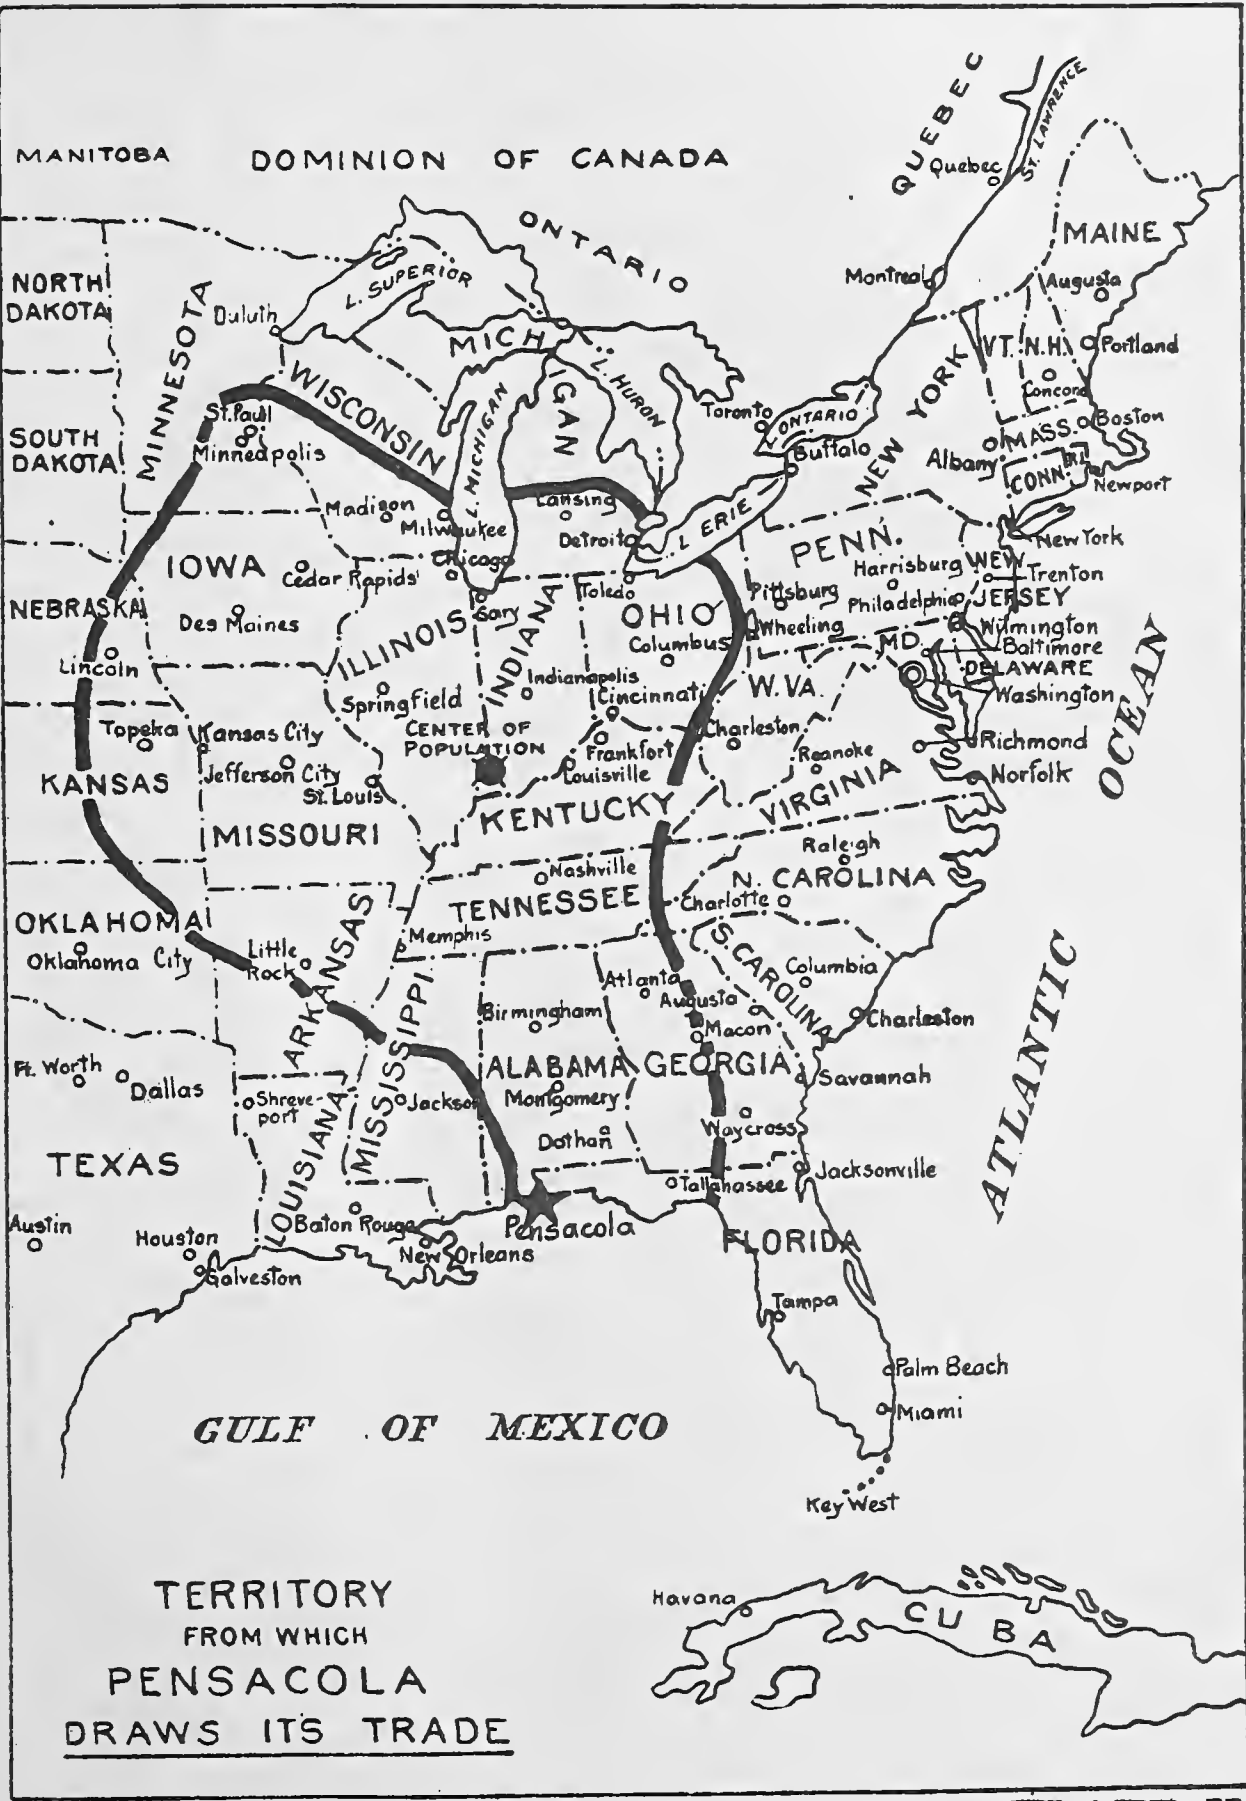 MANITOBA
DOMINION OF CANADA
QUEBEC
ST. LAWRENCE
Quebec
ONTARIO
MAINE
Augusta
Montreal
NORTH
DAKOTA
MINNESOTA
Duluth
L. SUPERIOR
MICHIGAN
L. HURON
L. MICHIGAN
WISCONSIN
VT.
N.H.
Portland
Concord
NEW YORK
Toronto
L. ONTARIO
Buffalo
Albany
MASS.
Boston
CONN.
R.I.
Newport
SOUTH
DAKOTA
St. Paul
Minneapolis
Madison
Milwaukee
Lansing
Detroit
L. ERIE
PENN.
New York
Harrisburg
NEW
JERSEY
Trenton
IOWA
Cedar Rapids
Chicago
Gary
Toledo
OHIO
Pittsburg
Philadelphia
NEBRASKA
Des Maines
ILLINOIS
INDIANA
Columbus
Wheeling
MD.
Wilmington
Baltimore
DELAWARE
Washington
Lincoln
Springfield
Indianapolis
Cincinnati
W. VA.
Topeka
Kansas City
CENTER OF
POPULATION
Frankfort
Louisville
Charleston
Roanoke
Richmond
KANSAS
Jefferson City
St. Louis
VIRGINIA
Norfolk
MISSOURI
KENTUCKY
Raleigh
Nashville
N. CAROLINA
OKLAHOMA
Oklahoma City
Little
Rock
ARKANSAS
TENNESSEE
Charlotte
Memphis
S. CAROLINA
Columbia
Atlanta
Augusta
Birmingham
Macon
Charleston
Ft. Worth
Dallas
MISSISSIPPI
ALABAMA
GEORGIA
Savannah
Shreve-
port
Jackson
Montgomery
Waycross
Dothan
TEXAS
LOUISIANA
Tallahassee
Jacksonville
Austin
Houston
Baton Rouge
Pensacola
New Orleans
FLORIDA
Galveston
Tampa
Palm Beach
Miami
GULF OF MEXICO
ATLANTIC OCEAN
Key West
Havana
CUBA
TERRITORY
FROM WHICH
PENSACOLA
DRAWS ITS TRADE